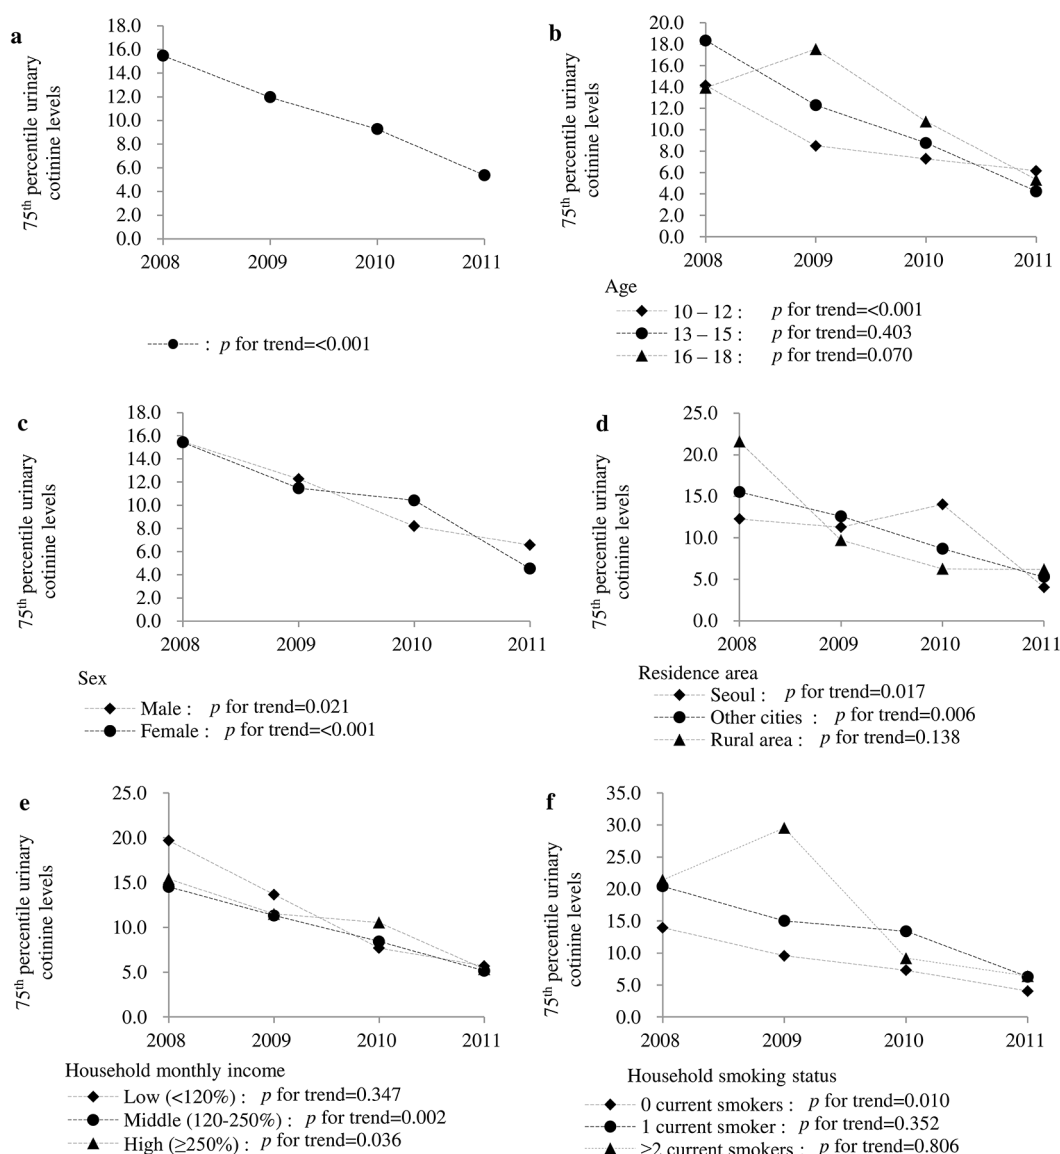 a
75th percentile urinary
cotinine levels
18.0
16.0
14.0
12.0
10.0
8.0
6.0
4.0
2.0
0.0
2008 2009 2010 2011
: p for trend=<0.001
b
75th percentile urinary
cotinine levels
20.0
18.0
16.0
14.0
12.0
10.0
8.0
6.0
4.0
2.0
0.0
2008 2009 2010 2011
Age
10 – 12 : p for trend=<0.001
13 – 15 : p for trend=0.403
16 – 18 : p for trend=0.070
c
75th percentile urinary
cotinine levels
18.0
16.0
14.0
12.0
10.0
8.0
6.0
4.0
2.0
0.0
2008 2009 2010 2011
Sex
Male : p for trend=0.021
Female : p for trend=<0.001
d
75th percentile urinary
cotinine levels
25.0
20.0
15.0
10.0
5.0
0.0
2008 2009 2010 2011
Residence area
Seoul : p for trend=0.017
Other cities : p for trend=0.006
Rural area : p for trend=0.138
e
75th percentile urinary
cotinine levels
25.0
20.0
15.0
10.0
5.0
0.0
2008 2009 2010 2011
Household monthly income
Low (<120%) : p for trend=0.347
Middle (120-250%) : p for trend=0.002
High (≥250%) : p for trend=0.036
f
75th percentile urinary
cotinine levels
35.0
30.0
25.0
20.0
15.0
10.0
5.0
0.0
2008 2009 2010 2011
Household smoking status
0 current smokers : p for trend=0.010
1 current smoker : p for trend=0.352
>2 current smokers : p for trend=0.806